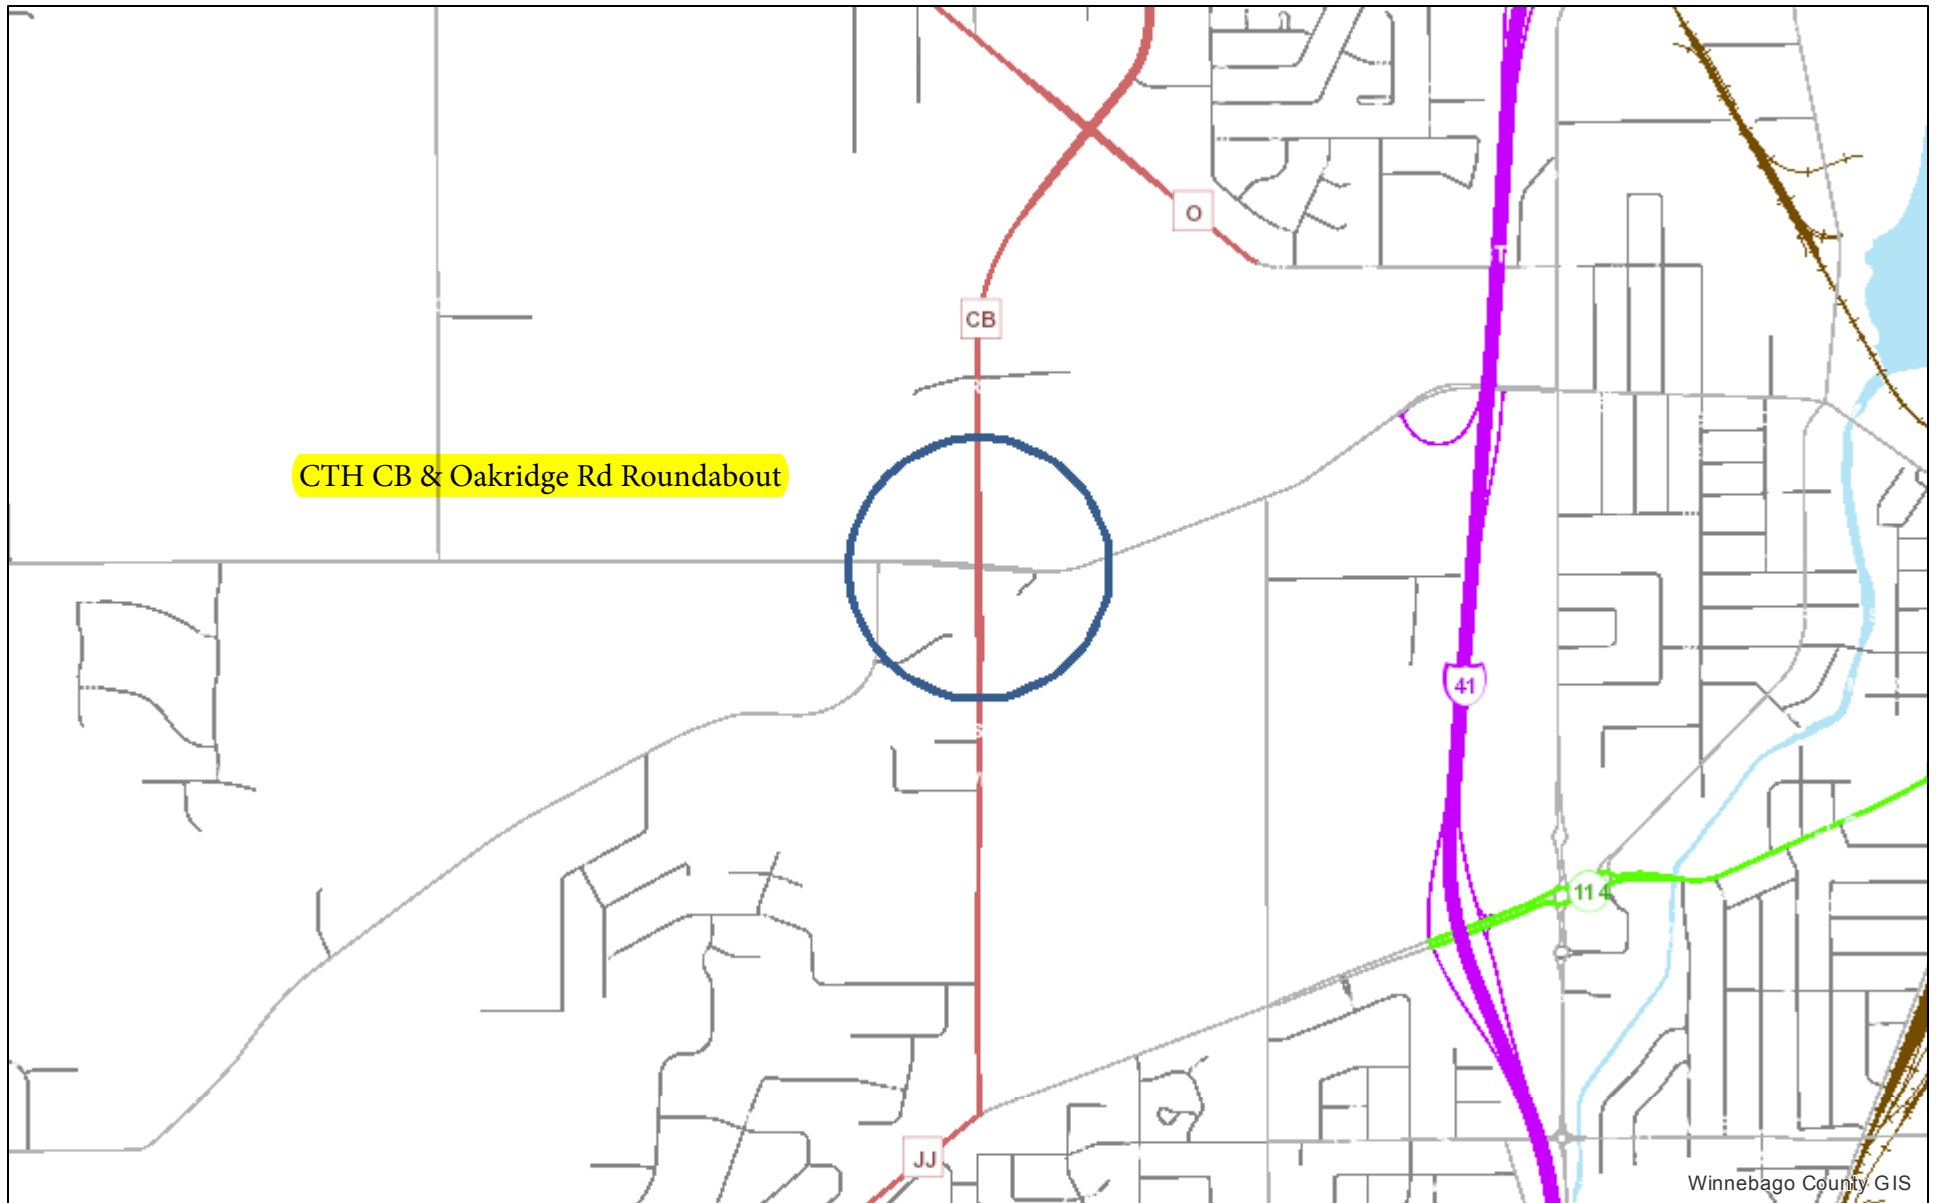 O
CB
CTH CB & Oakridge Rd Roundabout
41
114
JJ
Winnebago County GIS